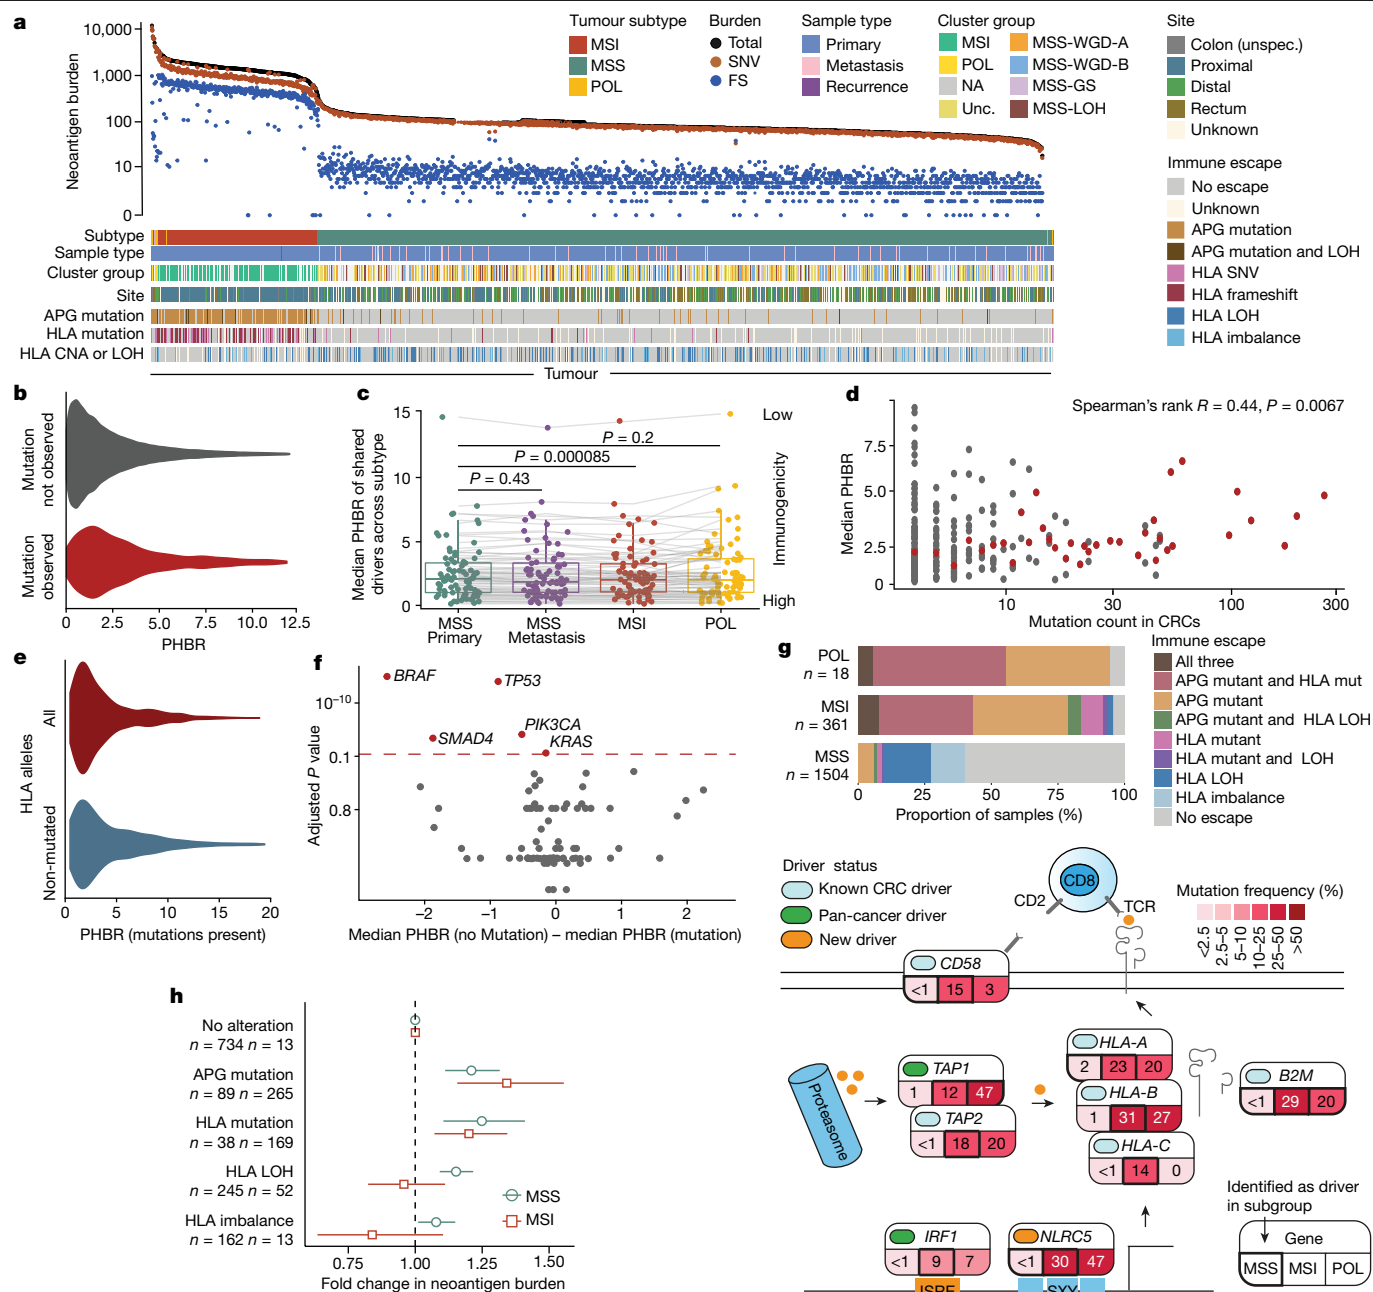 a
Neoantigen burden
10,000
1,000
100
10
0
Tumour subtype
MSI
MSS
POL
Burden
Total
SNV
FS
Sample type
Primary
Metastasis
Recurrence
Cluster group
MSI
POL
NA
Unc.
MSS-WGD-A
MSS-WGD-B
MSS-GS
MSS-LOH
Site
Colon (unspec.)
Proximal
Distal
Rectum
Unknown
Immune escape
No escape
Unknown
APG mutation
APG mutation and LOH
HLA SNV
HLA frameshift
HLA LOH
HLA imbalance
Subtype
Sample type
Cluster group
Site
APG mutation
HLA mutation
HLA CNA or LOH
Tumour
b
Mutation
not observed
Mutation
observed
0 2.5 5.0 7.5 10.0 12.5
PHBR
c
Median PHBR of shared
drivers across subtype
15
10
5
0
P = 0.2
P = 0.000085
P = 0.43
Low
Immunogenicity
High
MSS
Primary
MSS
Metastasis
MSI
POL
d
Spearman's rank R = 0.44, P = 0.0067
Median PHBR
7.5
5.0
2.5
0
10 30 100 300
Mutation count in CRCs
e
HLA alleles
All
Non-mutated
0 5 10 15 20
PHBR (mutations present)
f
Adjusted P value
10⁻¹⁰
0.1
0.8
BRAF
TP53
SMAD4
PIK3CA
KRAS
−2 −1 0 1 2
Median PHBR (no Mutation) – median PHBR (mutation)
g
POL
n = 18
MSI
n = 361
MSS
n = 1504
0 25 50 75 100
Proportion of samples (%)
Immune escape
All three
APG mutant and HLA mut
APG mutant
APG mutant and HLA LOH
HLA mutant
HLA mutant and LOH
HLA LOH
HLA imbalance
No escape
Driver status
Known CRC driver
Pan-cancer driver
New driver
CD8
CD2
TCR
Mutation frequency (%)
<2.5
2.5–5
5–10
10–25
25–50
>50
CD58
<1 15 3
Proteasome
TAP1
1 12 47
TAP2
<1 18 20
HLA-A
2 23 20
HLA-B
1 31 27
HLA-C
<1 14 0
B2M
<1 29 20
IRF1
<1 9 7
ISRE
NLRC5
<1 30 47
SXY
Identified as driver
in subgroup
Gene
MSS MSI POL
h
No alteration
n = 734 n = 13
APG mutation
n = 89 n = 265
HLA mutation
n = 38 n = 169
HLA LOH
n = 245 n = 52
HLA imbalance
n = 162 n = 13
MSS
MSI
0.75 1.00 1.25 1.50
Fold change in neoantigen burden